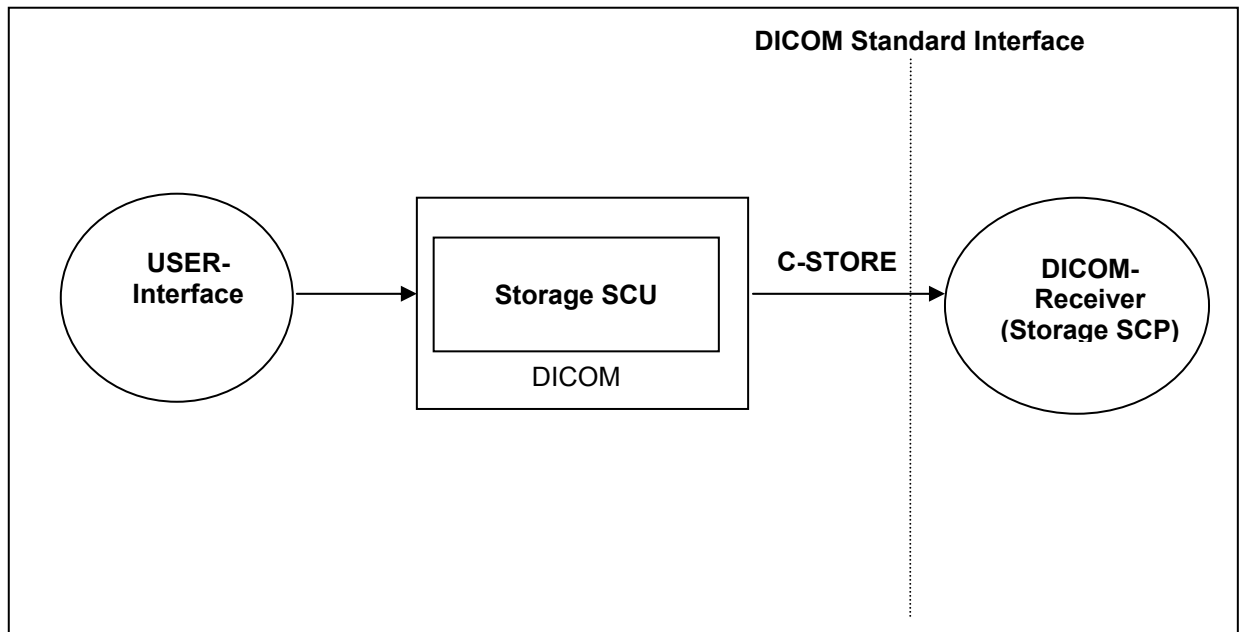 DICOM Standard Interface
USER-
Interface
Storage SCU
DICOM
C-STORE
DICOM-
Receiver
(Storage SCP)